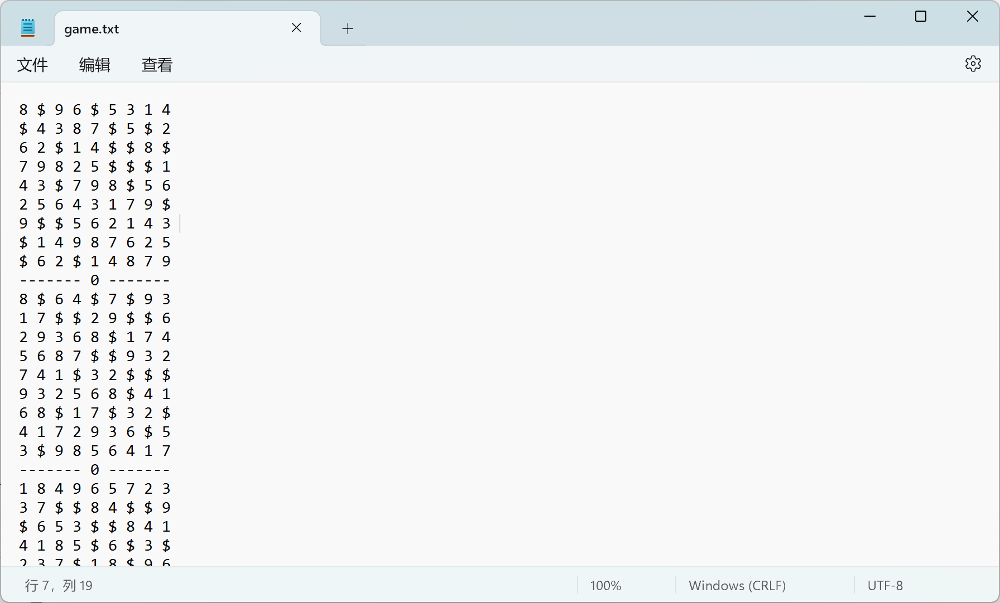 game.txt
文件 编辑 查看
8 $ 9 6 $ 5 3 1 4
$ 4 3 8 7 $ 5 $ 2
6 2 $ 1 4 $ $ 8 $
7 9 8 2 5 $ $ $ 1
4 3 $ 7 9 8 $ 5 6
2 5 6 4 3 1 7 9 $
9 $ $ 5 6 2 1 4 3
$ 1 4 9 8 7 6 2 5
$ 6 2 $ 1 4 8 7 9
------- 0 -------
8 $ 6 4 $ 7 $ 9 3
1 7 $ $ 2 9 $ $ 6
2 9 3 6 8 $ 1 7 4
5 6 8 7 $ $ 9 3 2
7 4 1 $ 3 2 $ $ $
9 3 2 5 6 8 $ 4 1
6 8 $ 1 7 $ 3 2 $
4 1 7 2 9 3 6 $ 5
3 $ 9 8 5 6 4 1 7
------- 0 -------
1 8 4 9 6 5 7 2 3
3 7 $ $ 8 4 $ $ 9
$ 6 5 3 $ $ 8 4 1
4 1 8 5 $ 6 $ 3 $
2 3 7 $ 1 8 $ 9 6
行 7，列 19 100% Windows (CRLF) UTF-8